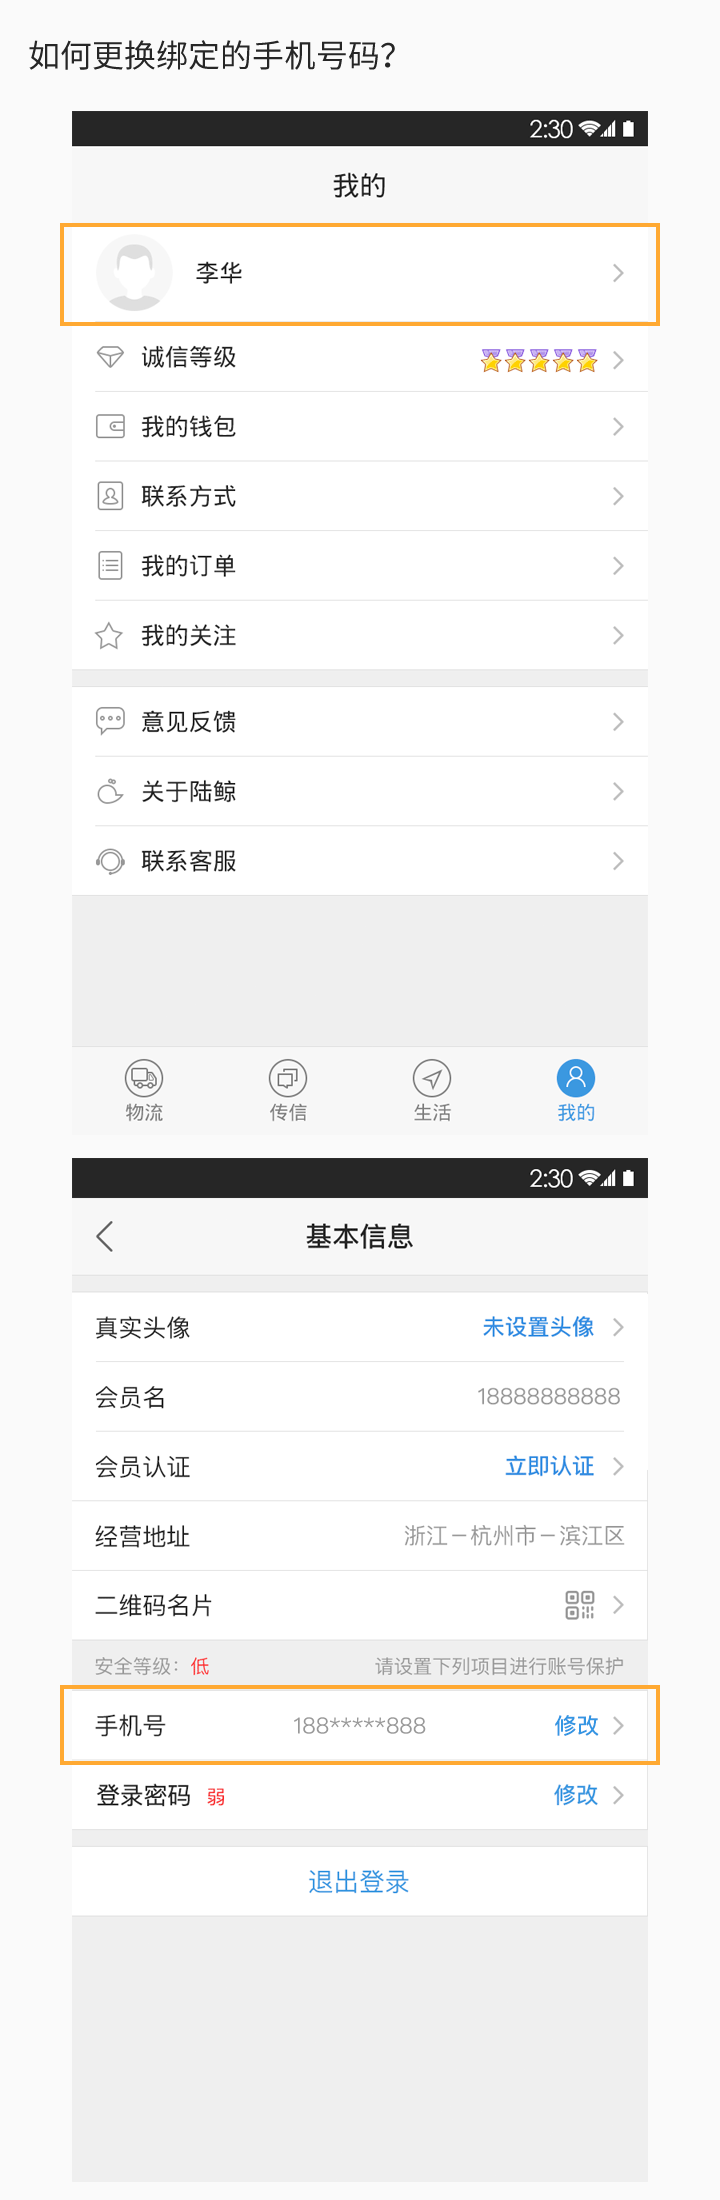 如何更换绑定的手机号码？
2:30
我的
李华
诚信等级
我的钱包
联系方式
我的订单
我的关注
意见反馈
关于陆鲸
联系客服
物流 传信 生活 我的
2:30
基本信息
真实头像 未设置头像
会员名 18888888888
会员认证 立即认证
经营地址 浙江－杭州市－滨江区
二维码名片
安全等级：低 请设置下列项目进行账号保护
手机号 188*****888 修改
登录密码 弱 修改
退出登录